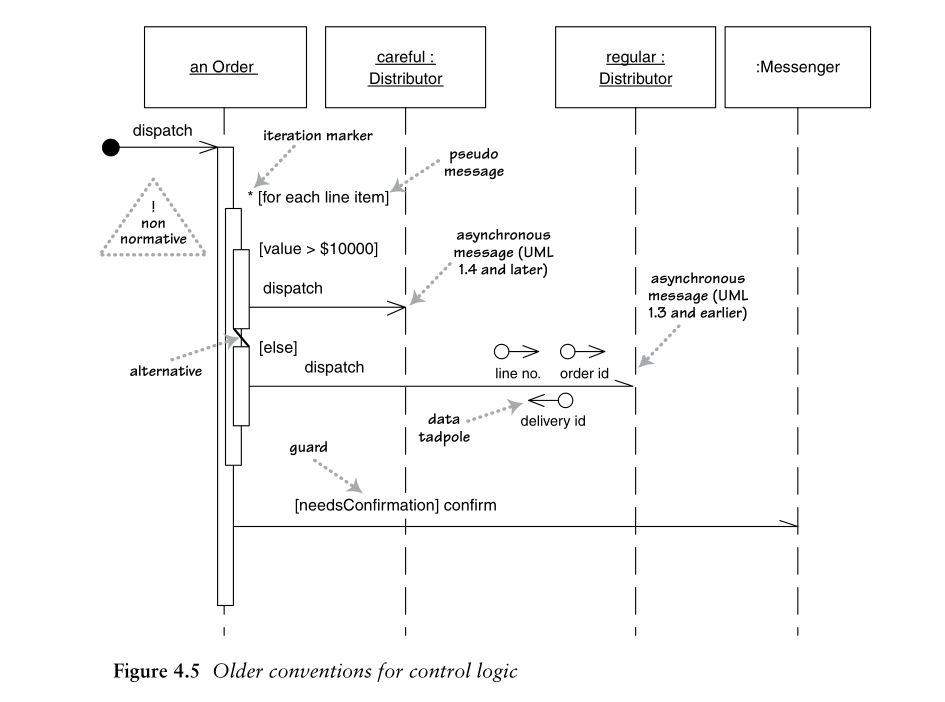 an Order
careful :
Distributor
regular :
Distributor
:Messenger
dispatch
iteration marker
pseudo
message
* [for each line item]
!
non
normative
[value > $10000]
asynchronous
message (UML
1.4 and later)
dispatch
asynchronous
message (UML
1.3 and earlier)
alternative
[else]
dispatch
line no.
order id
data
tadpole
delivery id
guard
[needsConfirmation] confirm
Figure 4.5 Older conventions for control logic